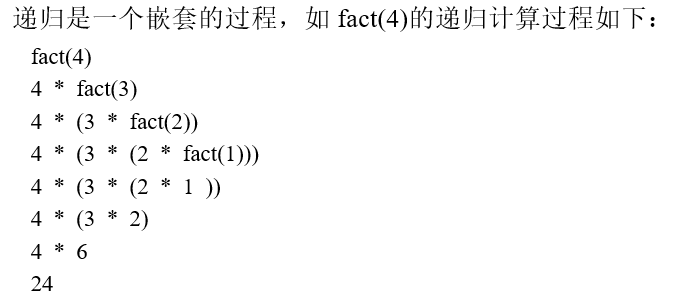 递归是一个嵌套的过程，如 fact(4)的递归计算过程如下：
fact(4)
4 * fact(3)
4 * (3 * fact(2))
4 * (3 * (2 * fact(1)))
4 * (3 * (2 * 1 ))
4 * (3 * 2)
4 * 6
24